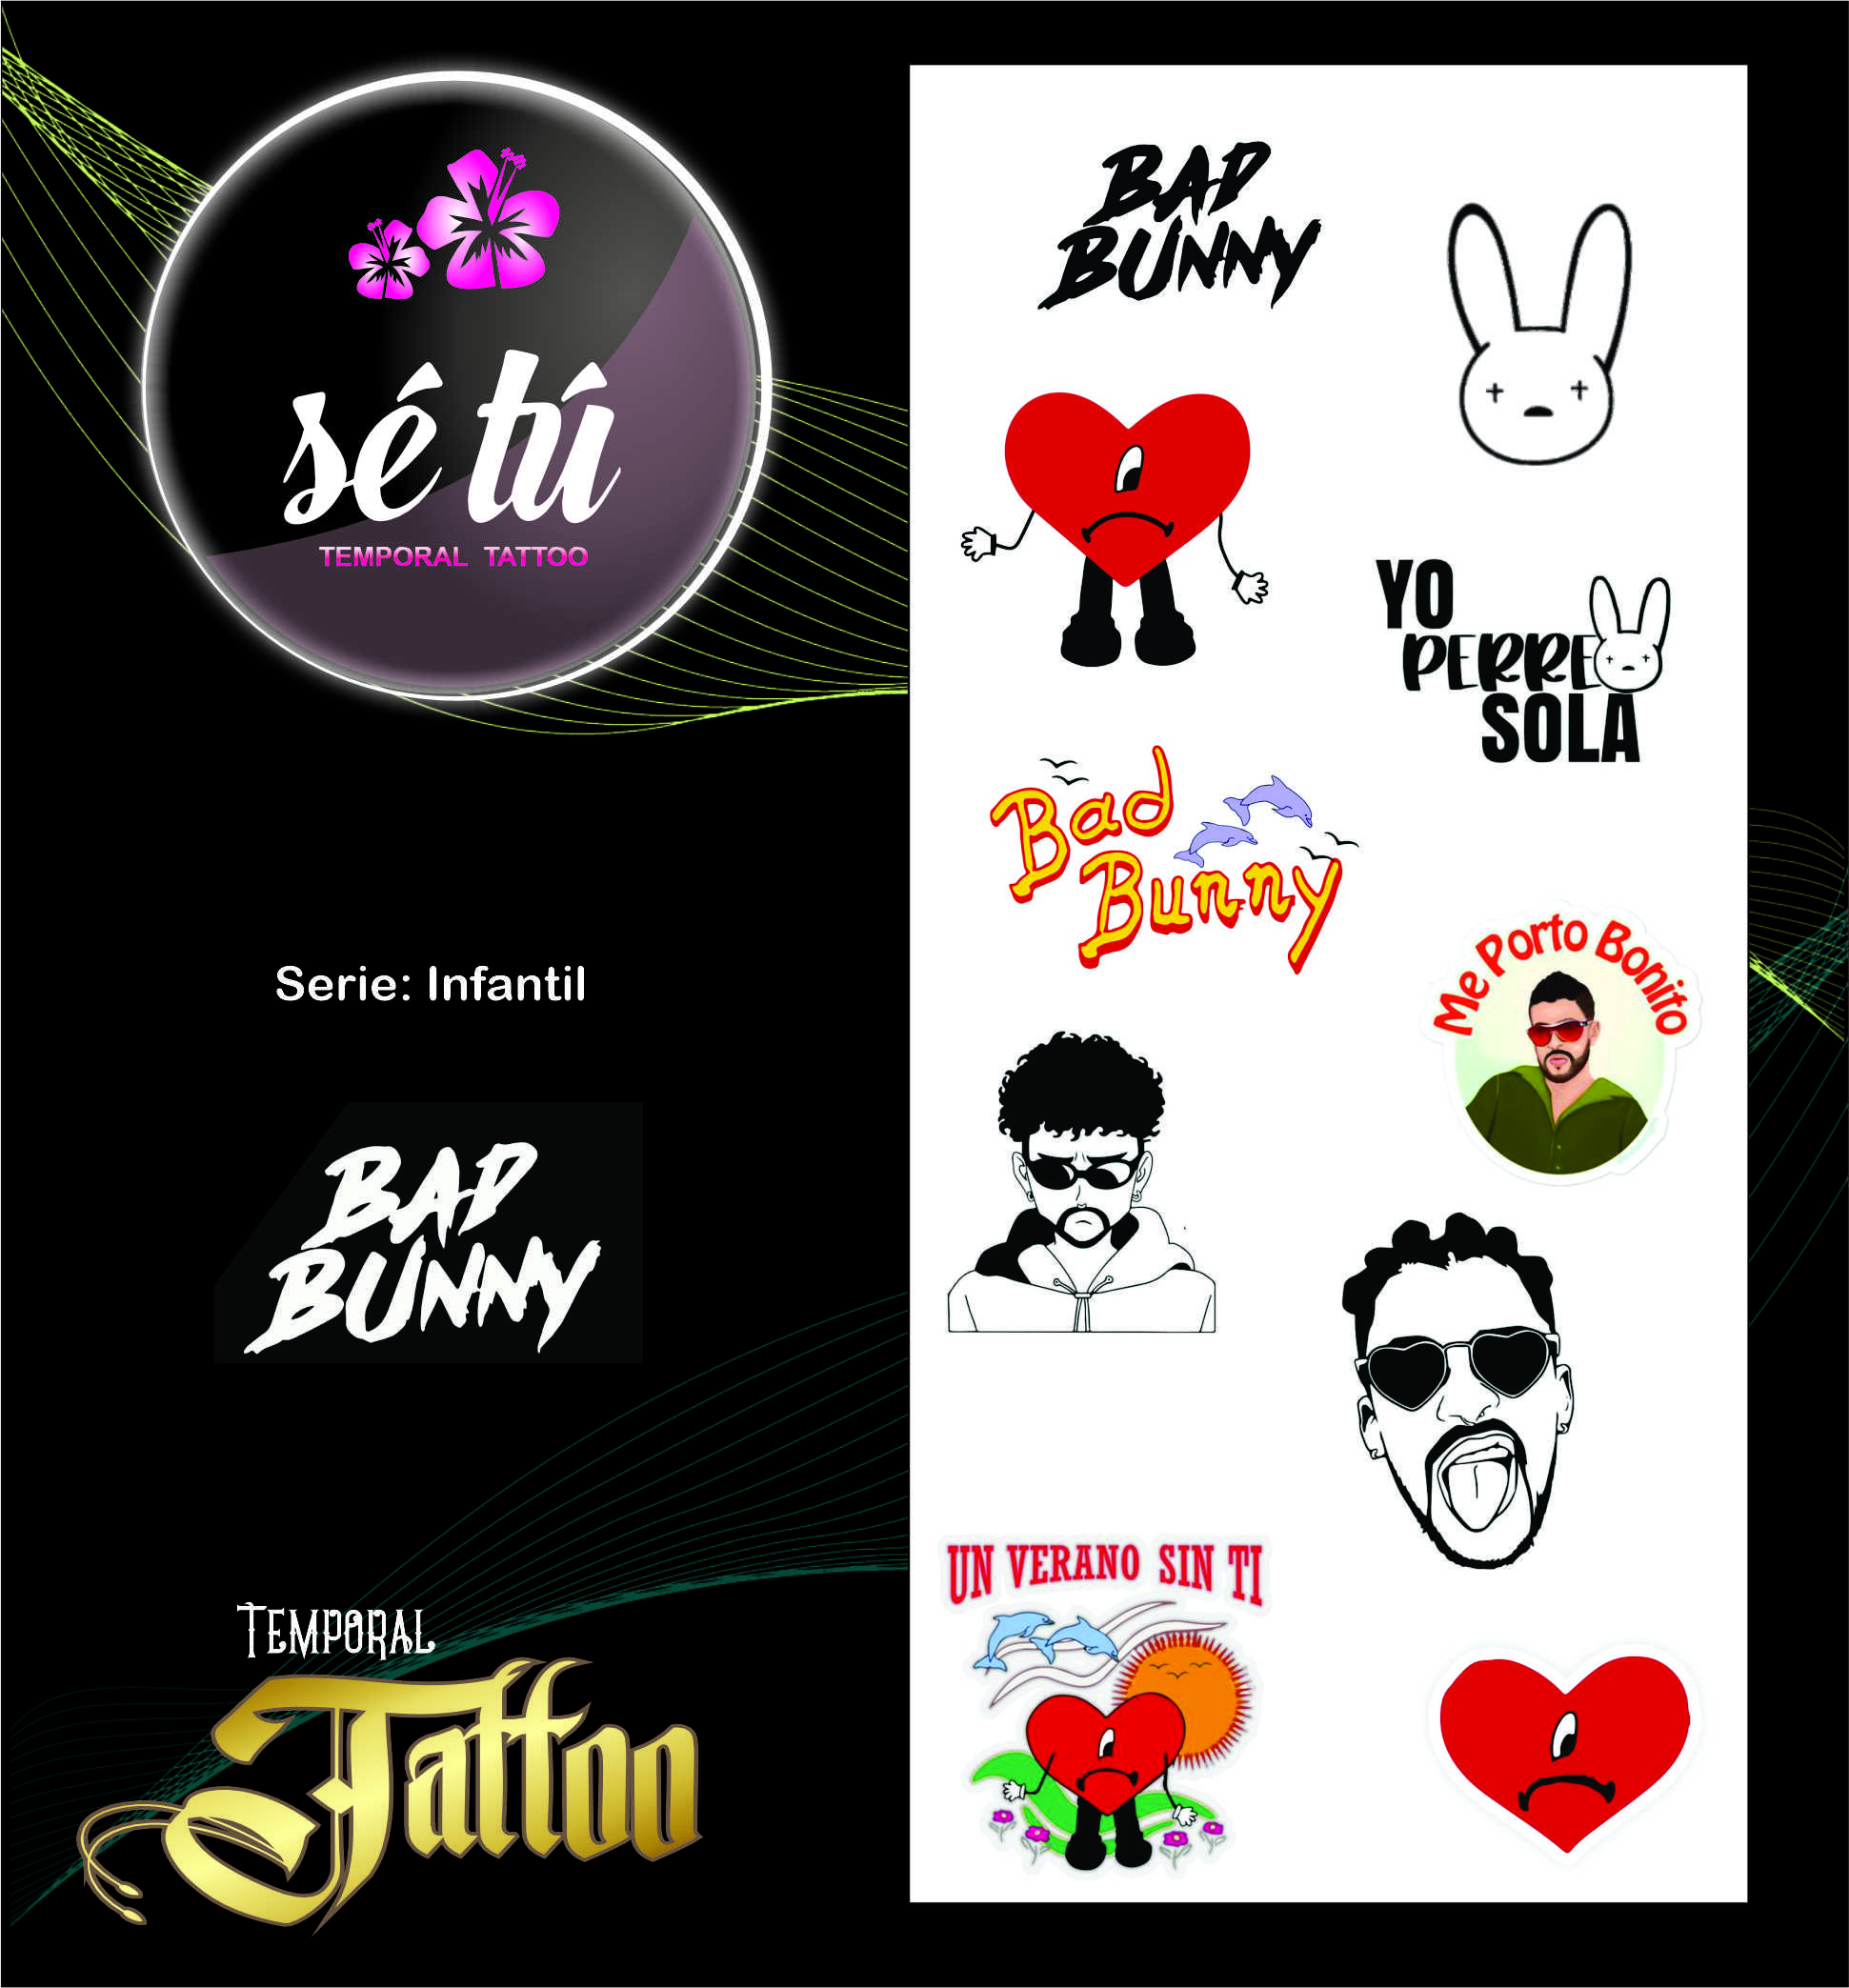 sé tú
TEMPORAL TATTOO
Serie: Infantil
BAD
BUNNY
TEMPORAL
Tattoo
BAD
BUNNY
YO
PERREO
SOLA
Bad
Bunny
Me Porto Bonito
UN VERANO SIN TI